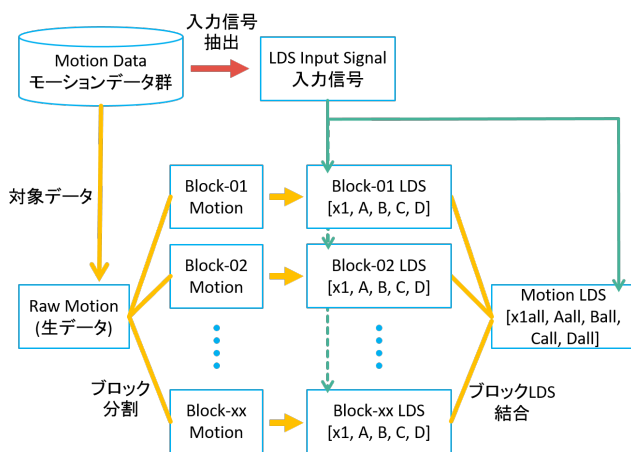 入力信号
抽出
Motion Data
モーションデータ群
LDS Input Signal
入力信号
対象データ
Block-01
Motion
Block-01 LDS
[x1, A, B, C, D]
Block-02
Motion
Block-02 LDS
[x1, A, B, C, D]
Raw Motion
(生データ)
Motion LDS
[x1all, Aall, Ball,
Call, Dall]
ブロック
分割
Block-xx
Motion
Block-xx LDS
[x1, A, B, C, D]
ブロックLDS
結合